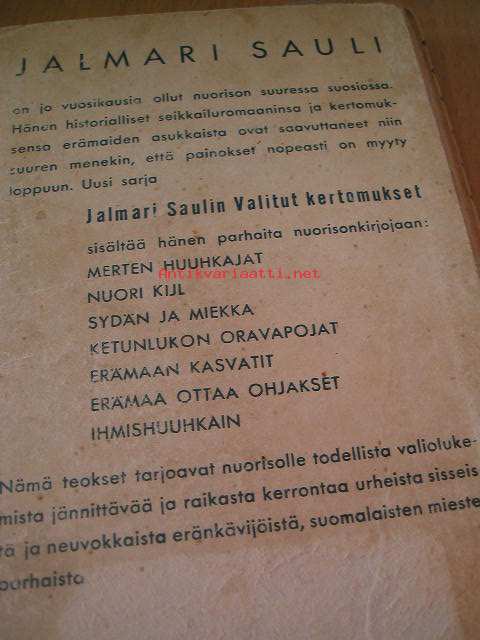 JALMARI SAULI
on jo vuosikausia ollut nuorison suuressa suosiossa.
Hänen historialliset seikkailuromaaninsa ja kertomuk-
sensa erämaiden asukkaista ovat saavuttaneet niin
suuren menekin, että painokset nopeasti on myyty
loppuun. Uusi sarja
Jalmari Saulin Valitut kertomukset
sisältää hänen parhaita nuorisonkirjojaan:
MERTEN HUUHKAJAT
Antikvariaatti.net
NUORI KIJL
SYDÄN JA MIEKKA
KETUNLUKON ORAVAPOJAT
ERÄMAAN KASVATIT
ERÄMAA OTTAA OHJAKSET
IHMISHUUHKAIN
Nämä teokset tarjoavat nuorisolle todellista valioluke-
mista jännittävää ja raikasta kerrontaa urheista sisseis
tä ja neuvokkaista eränkävijöistä, suomalaisten mieste
parhaista